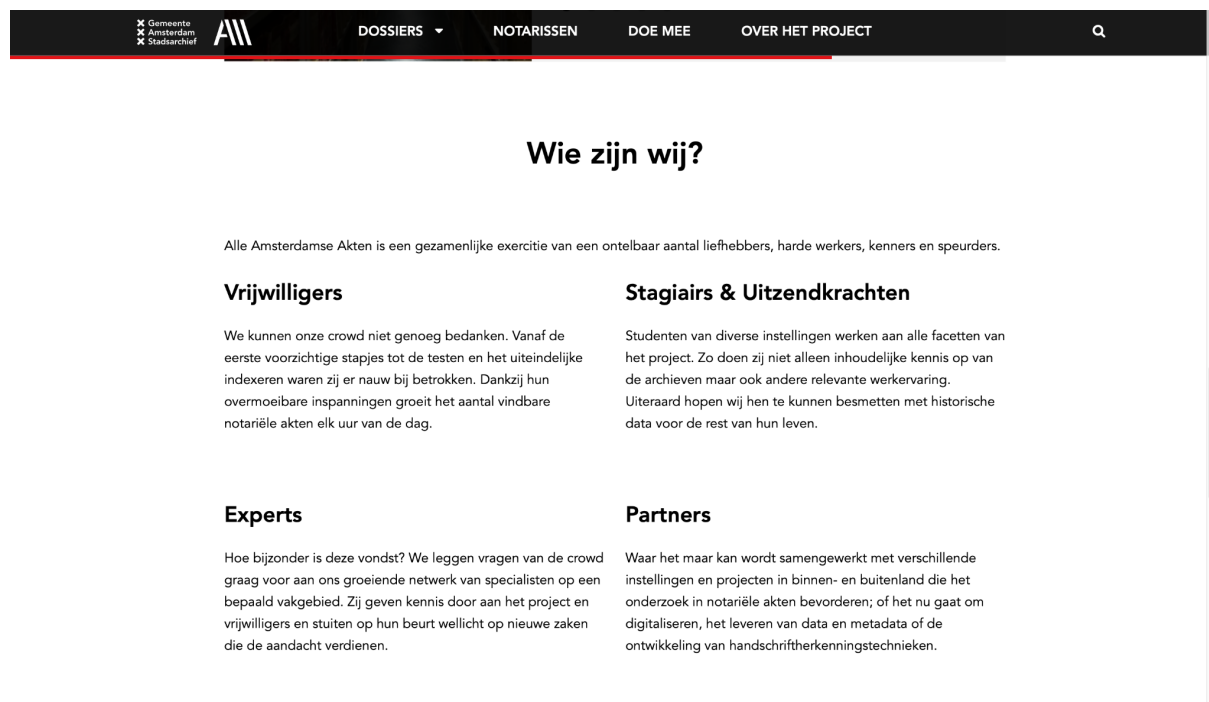 Gemeente
Amsterdam
Stadsarchief
DOSSIERS
NOTARISSEN
DOE MEE
OVER HET PROJECT
Wie zijn wij?
Alle Amsterdamse Akten is een gezamenlijke exercitie van een ontelbaar aantal liefhebbers, harde werkers, kenners en speurders.
Vrijwilligers
We kunnen onze crowd niet genoeg bedanken. Vanaf de
eerste voorzichtige stapjes tot de testen en het uiteindelijke
indexeren waren zij er nauw bij betrokken. Dankzij hun
overmoeibare inspanningen groeit het aantal vindbare
notariële akten elk uur van de dag.
Stagiairs & Uitzendkrachten
Studenten van diverse instellingen werken aan alle facetten van
het project. Zo doen zij niet alleen inhoudelijke kennis op van
de archieven maar ook andere relevante werkervaring.
Uiteraard hopen wij hen te kunnen besmetten met historische
data voor de rest van hun leven.
Experts
Hoe bijzonder is deze vondst? We leggen vragen van de crowd
graag voor aan ons groeiende netwerk van specialisten op een
bepaald vakgebied. Zij geven kennis door aan het project en
vrijwilligers en stuiten op hun beurt wellicht op nieuwe zaken
die de aandacht verdienen.
Partners
Waar het maar kan wordt samengewerkt met verschillende
instellingen en projecten in binnen- en buitenland die het
onderzoek in notariële akten bevorderen; of het nu gaat om
digitaliseren, het leveren van data en metadata of de
ontwikkeling van handschriftherkenningstechnieken.